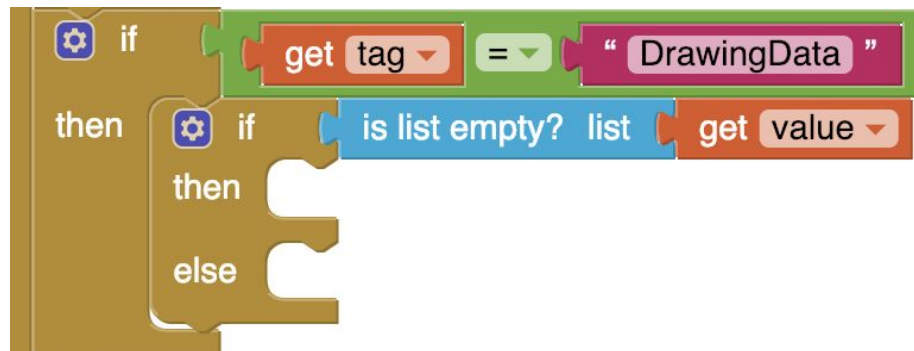 if get tag = “ DrawingData ”
then if is list empty? list get value
then
else